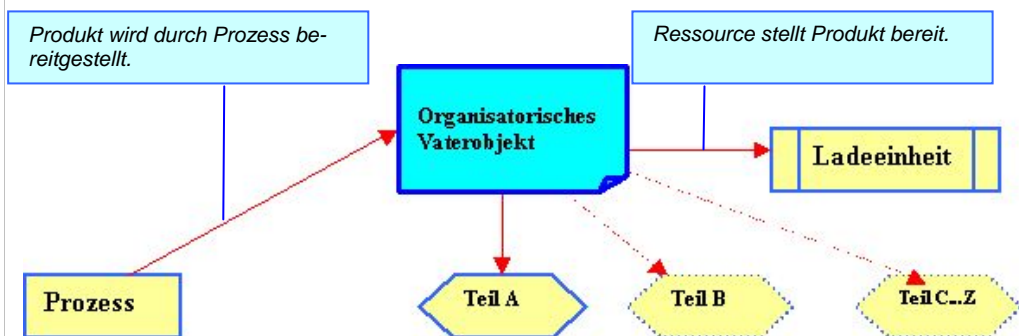 Produkt wird durch Prozess be-
reitgestellt.
Ressource stellt Produkt bereit.
Organisatorisches
Vaterobjekt
Ladeeinheit
Prozess
Teil A
Teil B
Teil C...Z